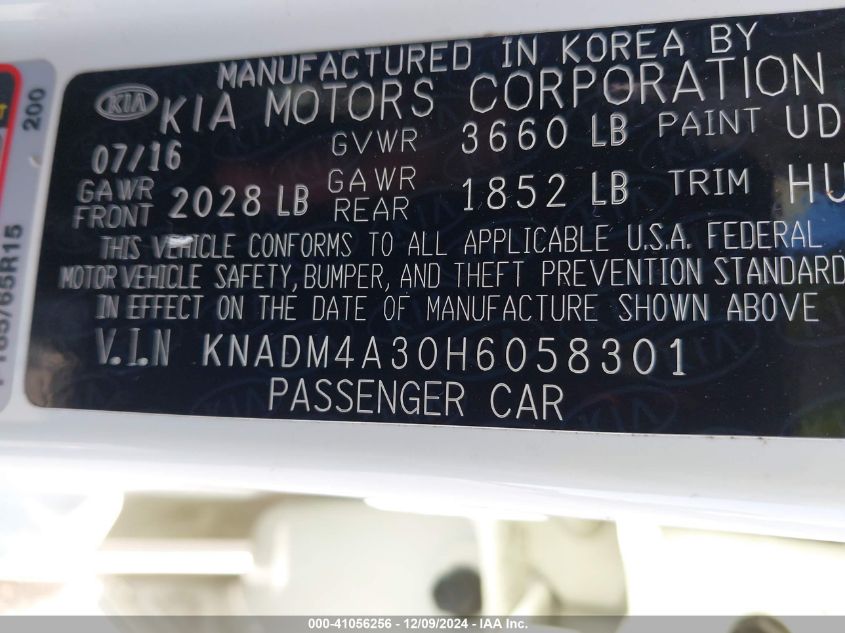 MANUFACTURED IN KOREA BY
KIA KIA MOTORS CORPORATION
07/16 GVWR 3660 LB PAINT UD
GAWR FRONT 2028 LB GAWR REAR 1852 LB TRIM HU
THIS VEHICLE CONFORMS TO ALL APPLICABLE U.S.A. FEDERAL
MOTOR VEHICLE SAFETY, BUMPER, AND THEFT PREVENTION STANDARD
IN EFFECT ON THE DATE OF MANUFACTURE SHOWN ABOVE
V.I.N KNADM4A30H6058301
PASSENGER CAR
200
/65R15
000-41056256 - 12/09/2024 - IAA Inc.